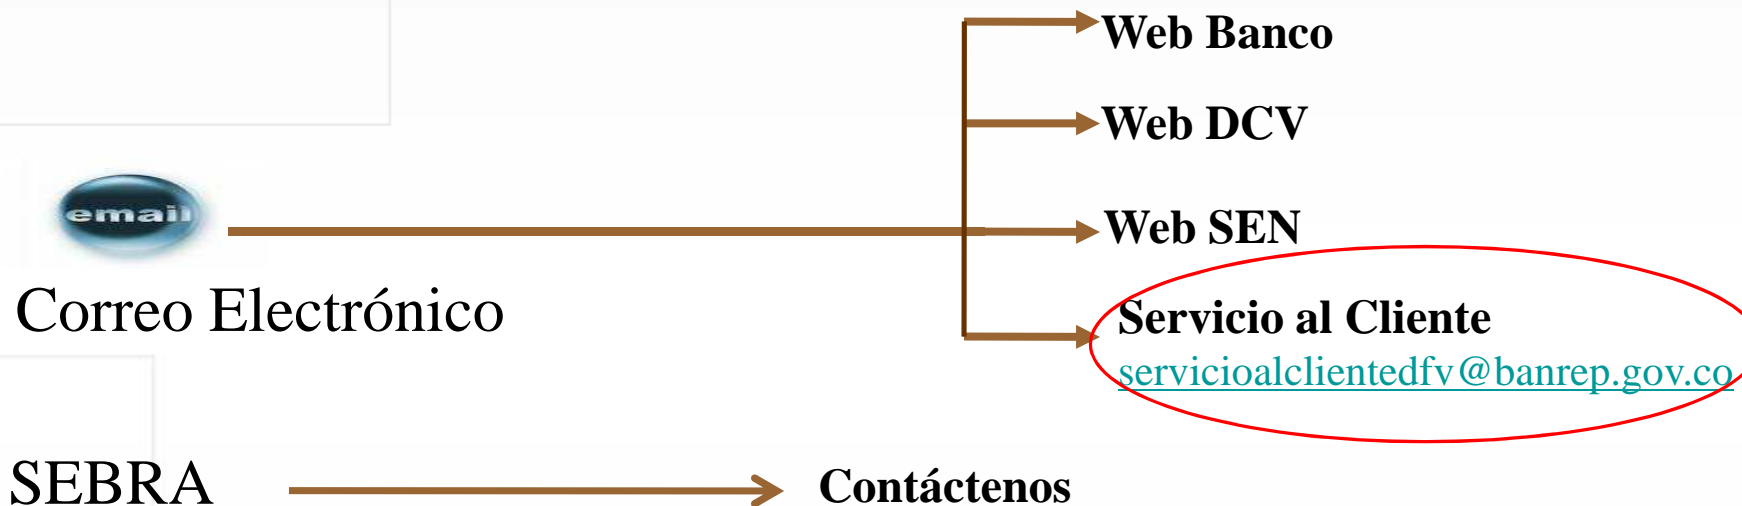 Web Banco
Web DCV
email
Web SEN
Correo Electrónico
Servicio al Cliente
servicioalclientedfv@banrep.gov.co
SEBRA
Contáctenos